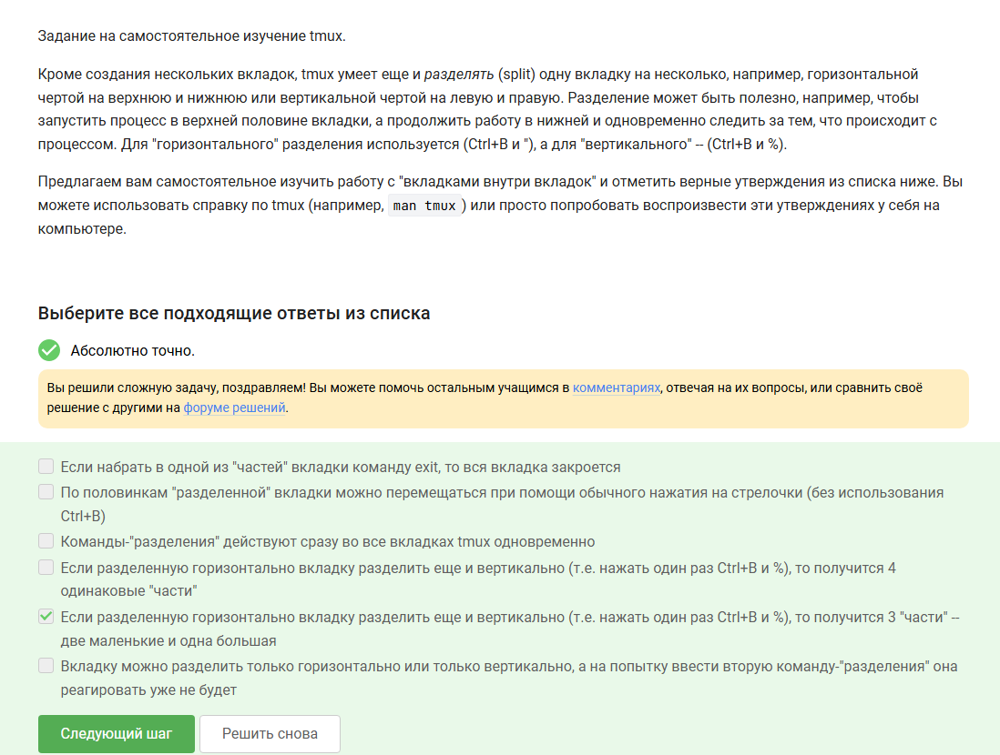 Задание на самостоятельное изучение tmux.
Кроме создания нескольких вкладок, tmux умеет еще и разделять (split) одну вкладку на несколько, например, горизонтальной
чертой на верхнюю и нижнюю или вертикальной чертой на левую и правую. Разделение может быть полезно, например, чтобы
запустить процесс в верхней половине вкладки, а продолжить работу в нижней и одновременно следить за тем, что происходит с
процессом. Для "горизонтального" разделения используется (Ctrl+B и "), а для "вертикального" -- (Ctrl+B и %).
Предлагаем вам самостоятельное изучить работу с "вкладками внутри вкладок" и отметить верные утверждения из списка ниже. Вы
можете использовать справку по tmux (например, man tmux ) или просто попробовать воспроизвести эти утверждениях у себя на
компьютере.
Выберите все подходящие ответы из списка
Абсолютно точно.
Вы решили сложную задачу, поздравляем! Вы можете помочь остальным учащимся в комментариях, отвечая на их вопросы, или сравнить своё
решение с другими на форуме решений.
Если набрать в одной из "частей" вкладки команду exit, то вся вкладка закроется
По половинкам "разделенной" вкладки можно перемещаться при помощи обычного нажатия на стрелочки (без использования
Ctrl+B)
Команды-"разделения" действуют сразу во все вкладках tmux одновременно
Если разделенную горизонтально вкладку разделить еще и вертикально (т.е. нажать один раз Ctrl+B и %), то получится 4
одинаковые "части"
Если разделенную горизонтально вкладку разделить еще и вертикально (т.е. нажать один раз Ctrl+B и %), то получится 3 "части" --
две маленькие и одна большая
Вкладку можно разделить только горизонтально или только вертикально, а на попытку ввести вторую команду-"разделения" она
реагировать уже не будет
Следующий шаг
Решить снова